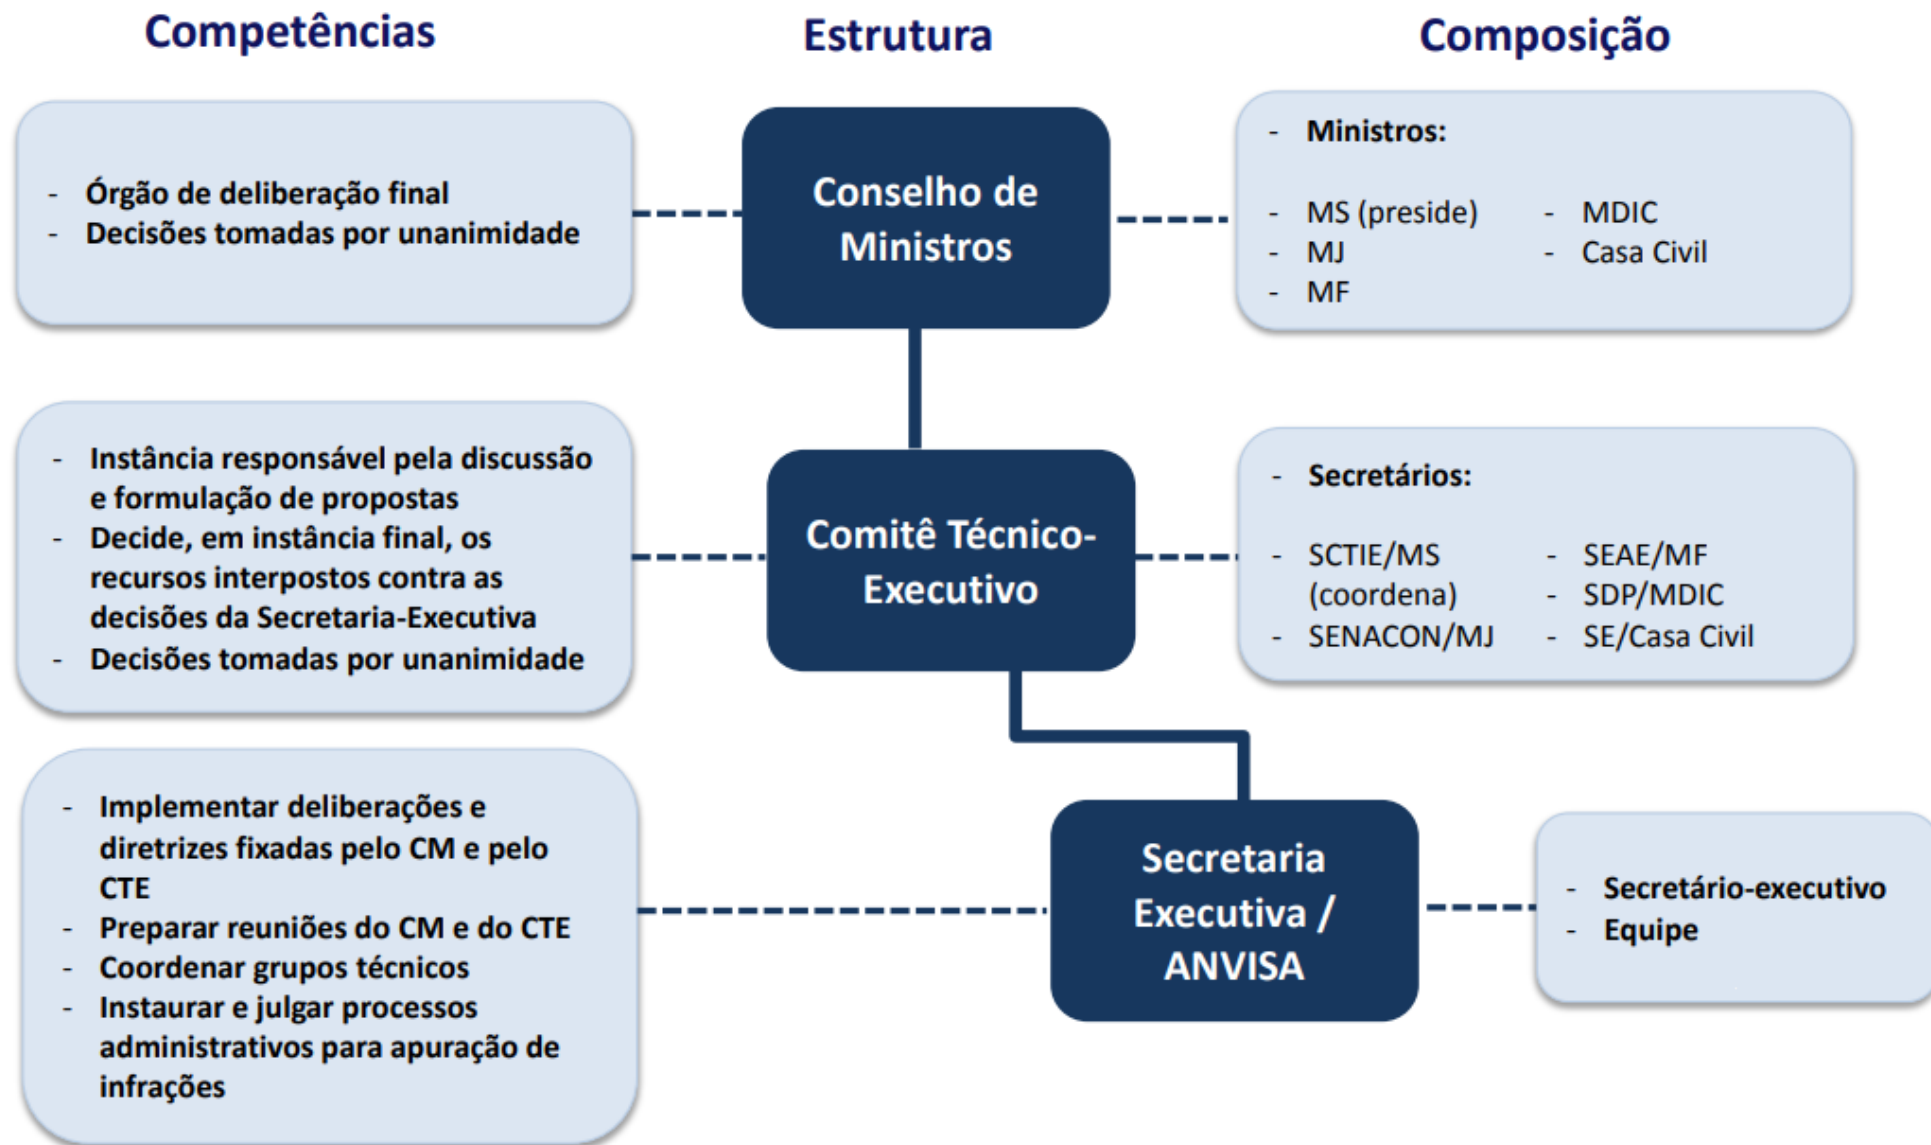 Competências
Estrutura
Composição
- Órgão de deliberação final
- Decisões tomadas por unanimidade
Conselho de
Ministros
- Ministros:
- MS (preside)
- MJ
- MF
- MDIC
- Casa Civil
- Instância responsável pela discussão
e formulação de propostas
- Decide, em instância final, os
recursos interpostos contra as
decisões da Secretaria-Executiva
- Decisões tomadas por unanimidade
Comitê Técnico-
Executivo
- Secretários:
- SCTIE/MS
(coordena)
- SENACON/MJ
- SEAE/MF
- SDP/MDIC
- SE/Casa Civil
- Implementar deliberações e
diretrizes fixadas pelo CM e pelo
CTE
- Preparar reuniões do CM e do CTE
- Coordenar grupos técnicos
- Instaurar e julgar processos
administrativos para apuração de
infrações
Secretaria
Executiva /
ANVISA
- Secretário-executivo
- Equipe